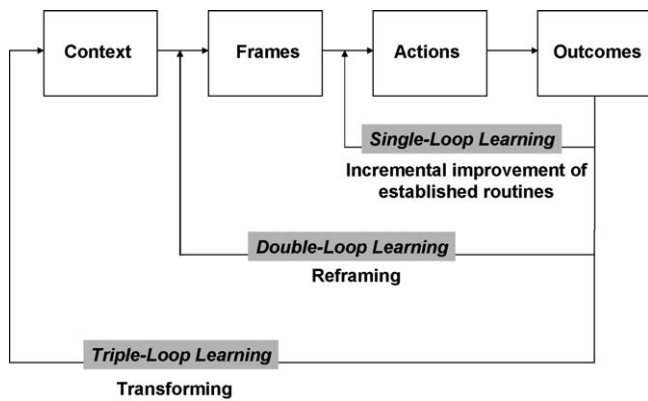 Context
Frames
Actions
Outcomes
Single-Loop Learning
Incremental improvement of
established routines
Double-Loop Learning
Reframing
Triple-Loop Learning
Transforming